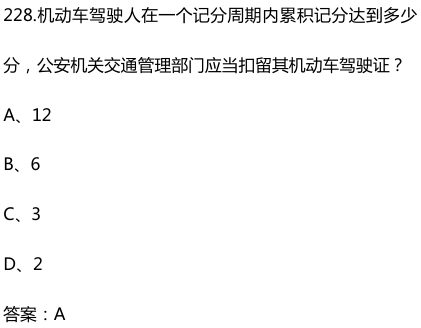 228.机动车驾驶人在一个记分周期内累积记分达到多少
分，公安机关交通管理部门应当扣留其机动车驾驶证？
A、12
B、6
C、3
D、2
答案：A